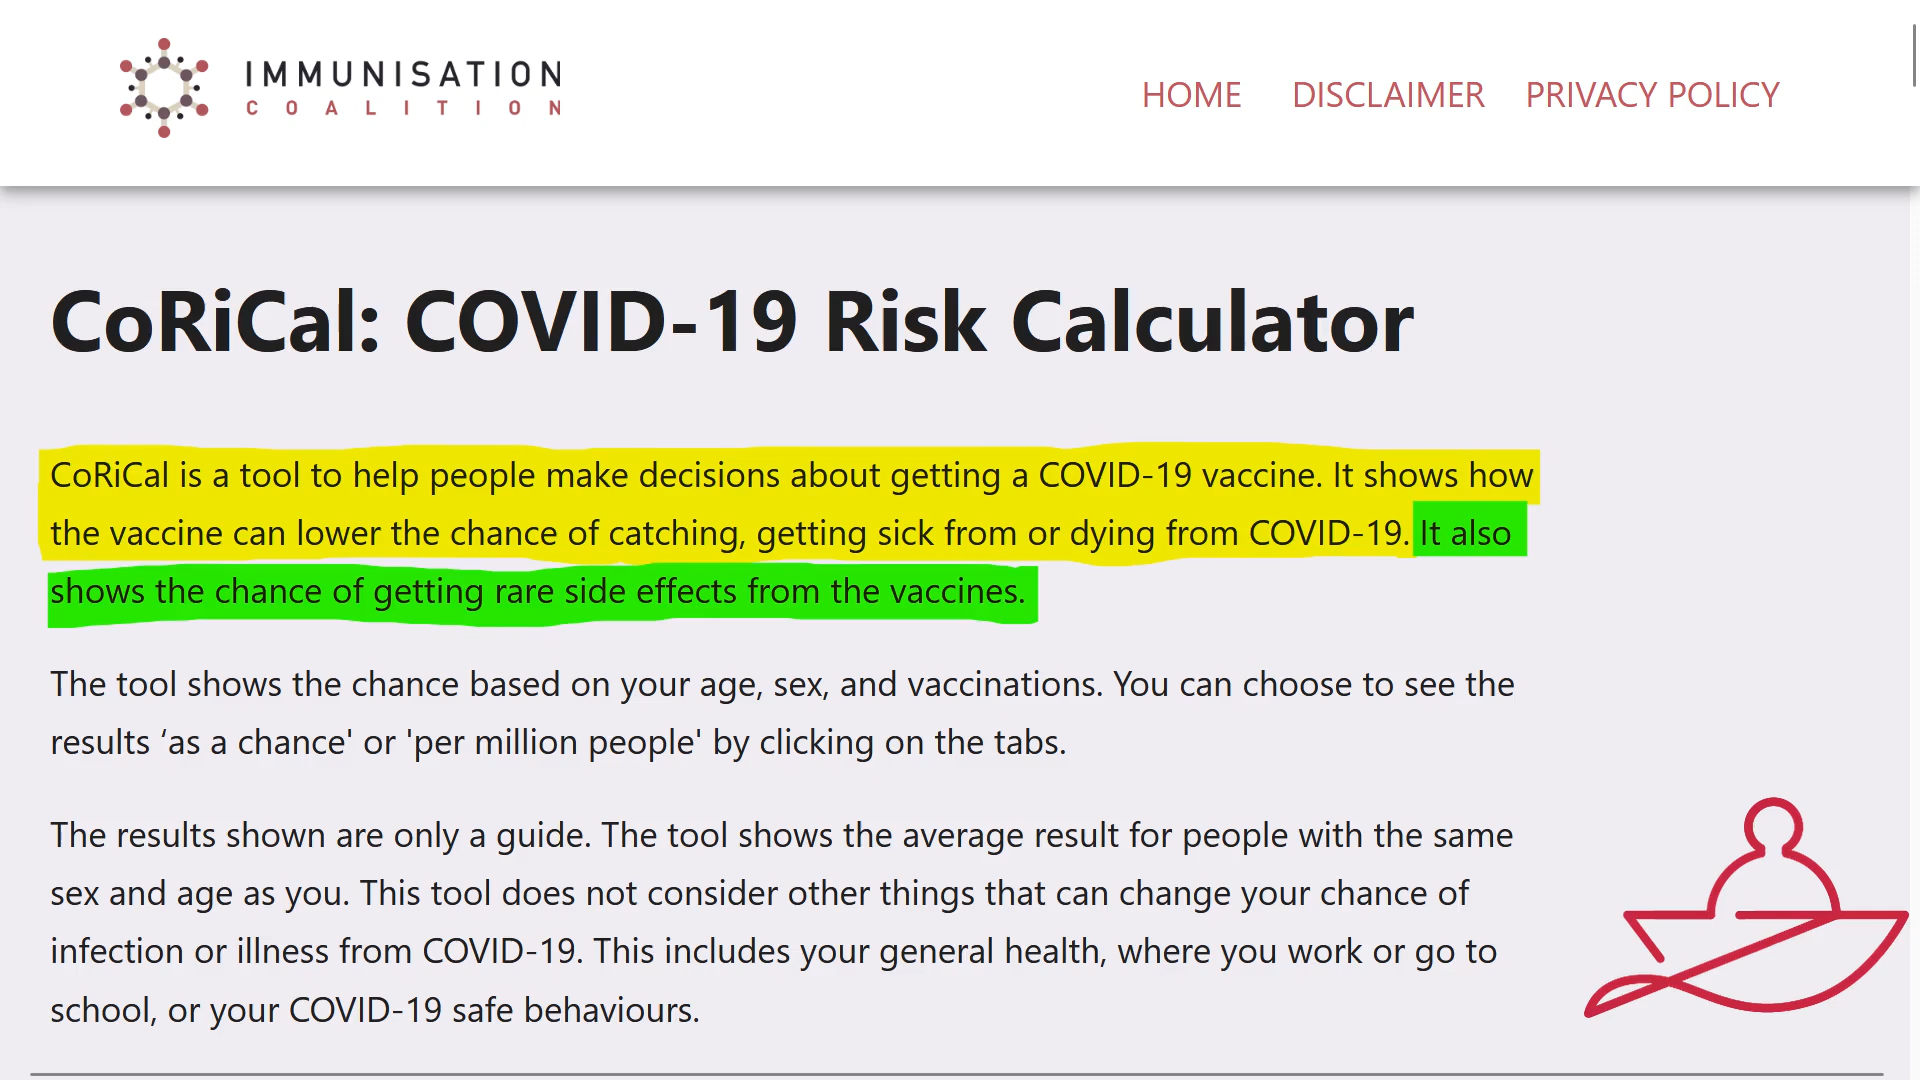 IMMUNISATION
COALITION
HOME DISCLAIMER PRIVACY POLICY
CoRiCal: COVID-19 Risk Calculator
CoRiCal is a tool to help people make decisions about getting a COVID-19 vaccine. It shows how
the vaccine can lower the chance of catching, getting sick from or dying from COVID-19. It also
shows the chance of getting rare side effects from the vaccines.
The tool shows the chance based on your age, sex, and vaccinations. You can choose to see the
results ‘as a chance' or 'per million people' by clicking on the tabs.
The results shown are only a guide. The tool shows the average result for people with the same
sex and age as you. This tool does not consider other things that can change your chance of
infection or illness from COVID-19. This includes your general health, where you work or go to
school, or your COVID-19 safe behaviours.